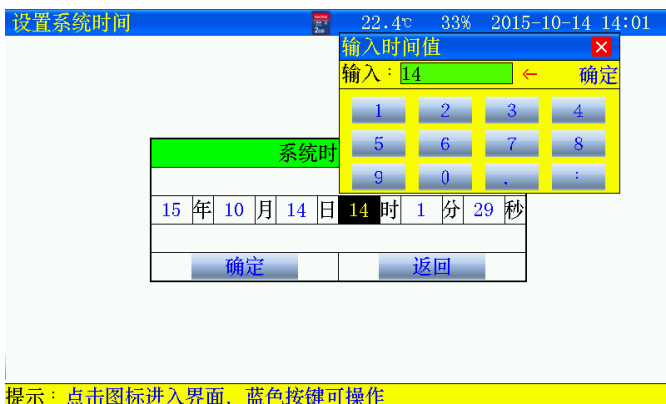 设置系统时间 22.4℃ 33% 2015-10-14 14:01
输入时间值
输入：14 ← 确定
1 2 3 4
5 6 7 8
9 0 . :
系统时
15 年 10 月 14 日 14 时 1 分 29 秒
确定 返回
提示：点击图标进入界面，蓝色按键可操作